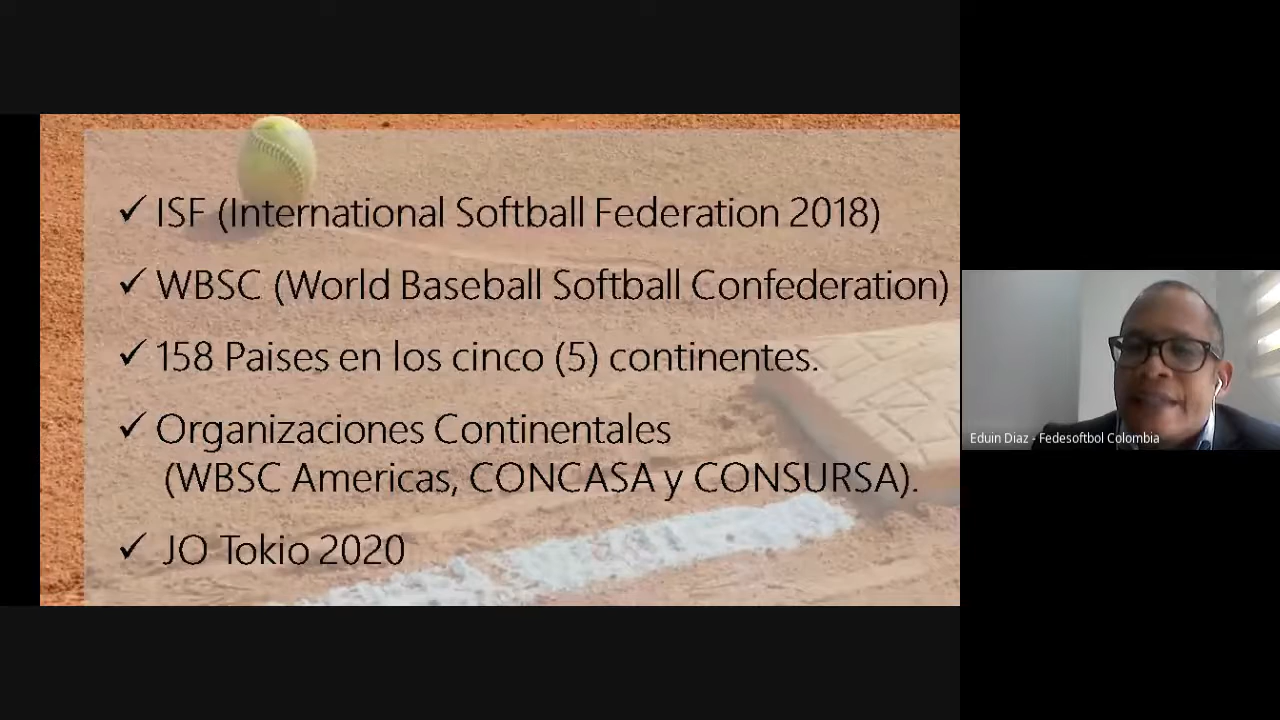 ✓ ISF (International Softball Federation 2018)
✓ WBSC (World Baseball Softball Confederation)
✓ 158 Paises en los cinco (5) continentes.
✓ Organizaciones Continentales
(WBSC Americas, CONCASA y CONSURSA).
✓ JO Tokio 2020
Eduin Diaz - Fedesoftbol Colombia